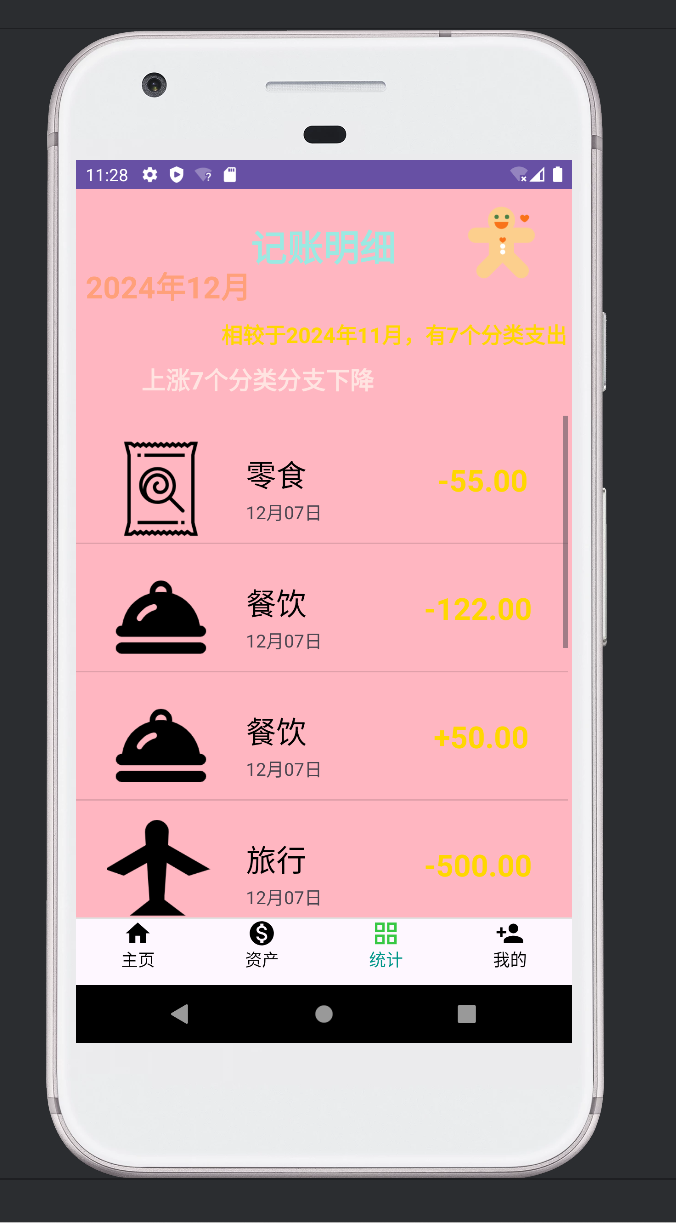 11:28
记账明细
2024年12月
相较于2024年11月，有7个分类支出
上涨7个分类分支下降
零食
-55.00
12月07日
餐饮
-122.00
12月07日
餐饮
+50.00
12月07日
旅行
-500.00
12月07日
主页 资产 统计 我的